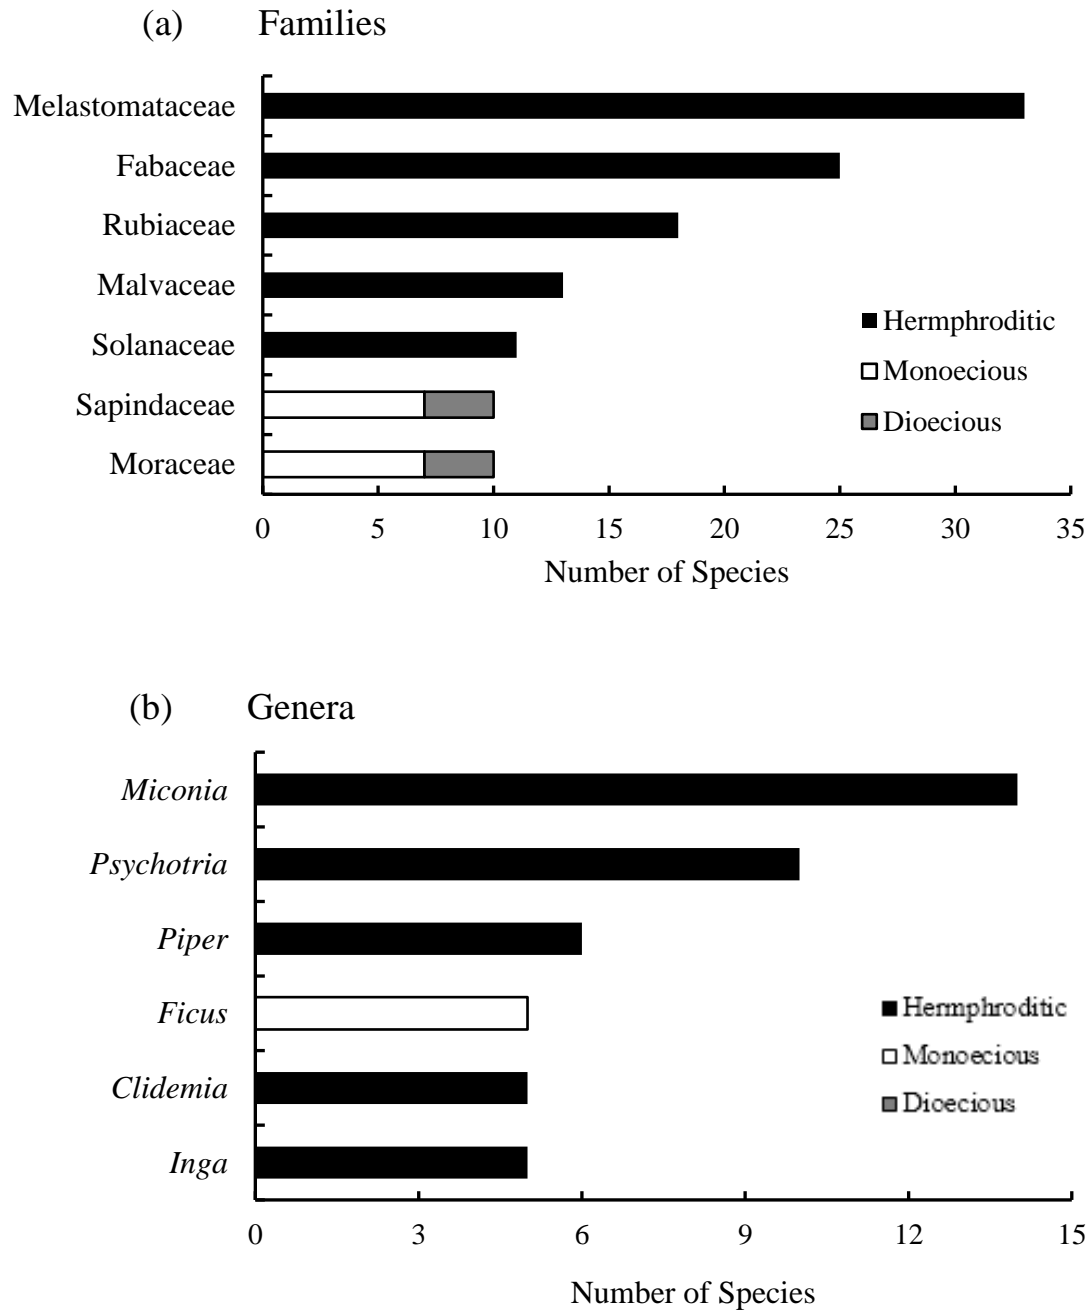 (a) Families
Melastomataceae
Fabaceae
Rubiaceae
Malvaceae
Solanaceae
Sapindaceae
Moraceae
Hermphroditic
Monoecious
Dioecious
0 5 10 15 20 25 30 35
Number of Species
(b) Genera
Miconia
Psychotria
Piper
Ficus
Clidemia
Inga
Hermphroditic
Monoecious
Dioecious
0 3 6 9 12 15
Number of Species